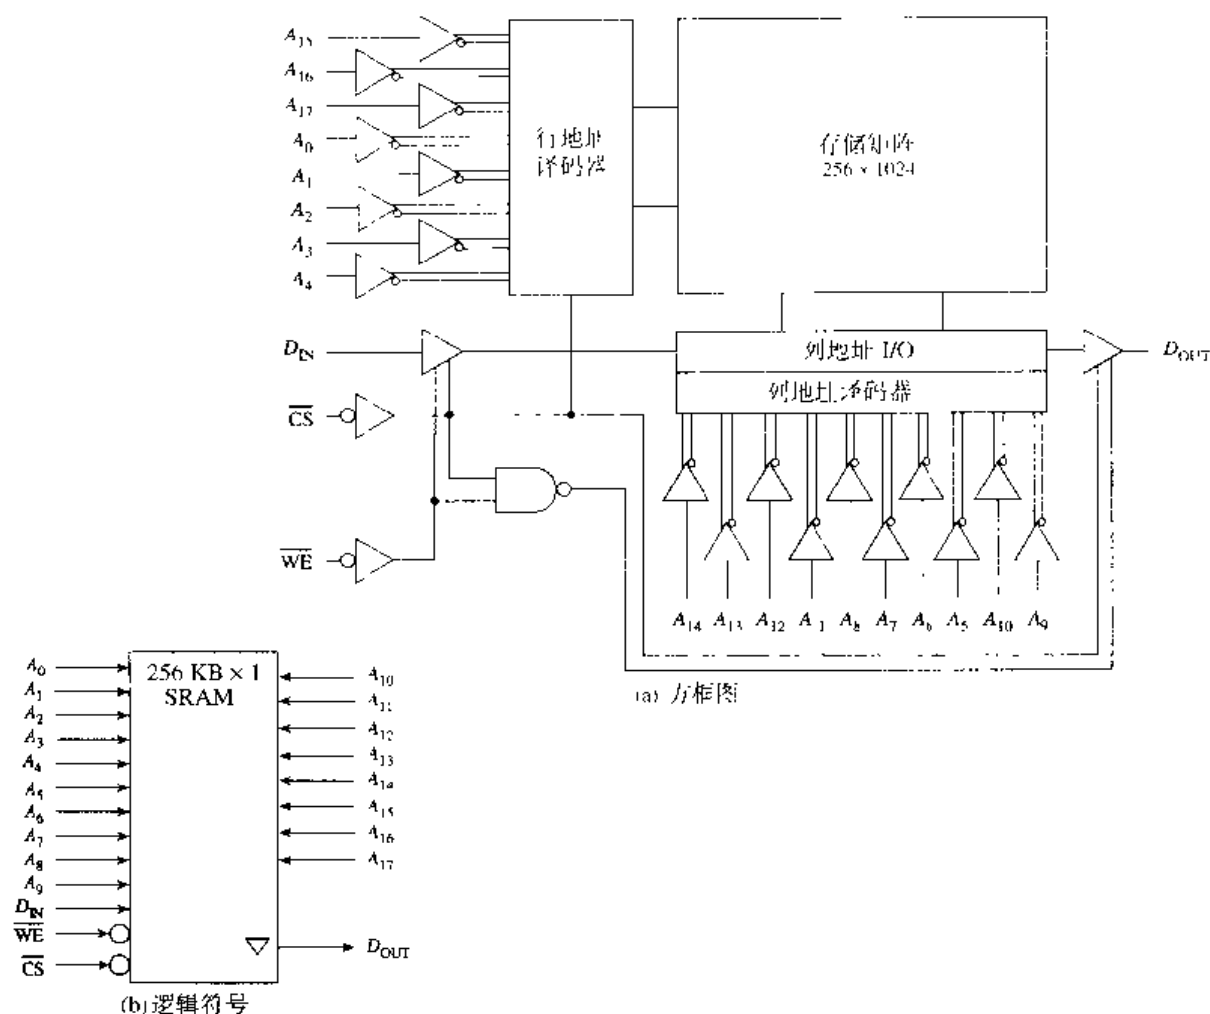 A15
A16
A17
A0
A1
A2
A3
A4
行地址
译码器
存储矩阵
256 × 1024
DIN
列地址 I/O
DOUT
列地址译码器
CS
WE
A14 A13 A12 A11 A8 A7 A6 A5 A10 A9
(a) 方框图
256 KB × 1
SRAM
A0
A1
A2
A3
A4
A5
A6
A7
A8
A9
DIN
WE
CS
A10
A11
A12
A13
A14
A15
A16
A17
DOUT
(b) 逻辑符号